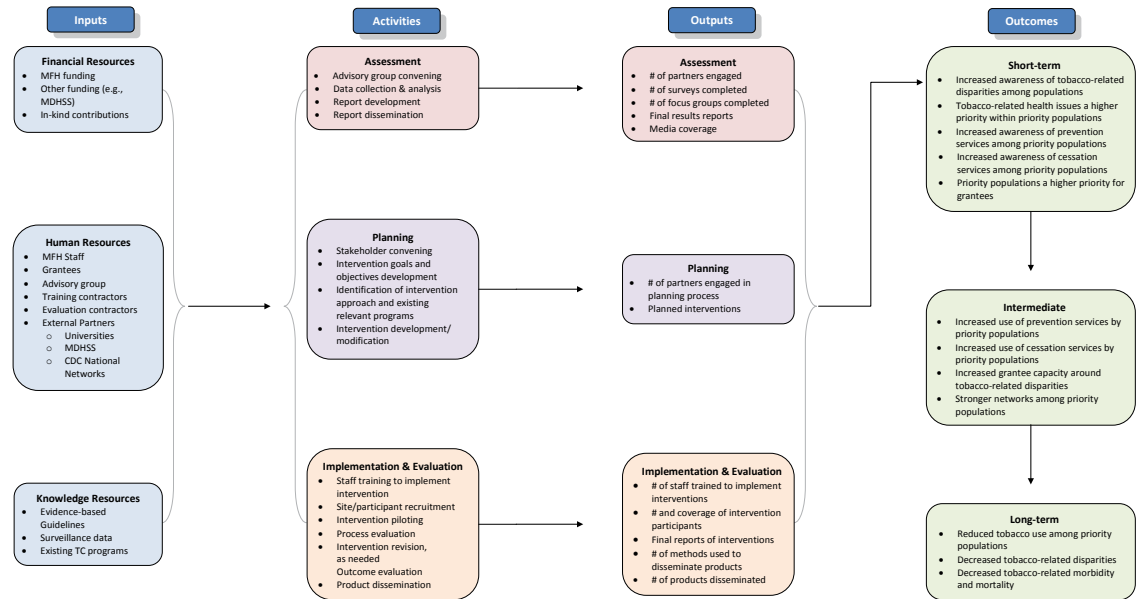 Inputs
Activities
Outputs
Outcomes
Financial Resources
• MFH funding
• Other funding (e.g.,
MDHSS)
• In-kind contributions
Human Resources
• MFH Staff
• Grantees
• Advisory group
• Training contractors
• Evaluation contractors
• External Partners
o Universities
o MDHSS
o CDC National
Networks
Knowledge Resources
• Evidence-based
Guidelines
• Surveillance data
• Existing TC programs
Assessment
• Advisory group convening
• Data collection & analysis
• Report development
• Report dissemination
Planning
• Stakeholder convening
• Intervention goals and
objectives development
• Identification of intervention
approach and existing
relevant programs
• Intervention development/
modification
Implementation & Evaluation
• Staff training to implement
intervention
• Site/participant recruitment
• Intervention piloting
• Process evaluation
• Intervention revision,
as needed
Outcome evaluation
• Product dissemination
Assessment
• # of partners engaged
• # of surveys completed
• # of focus groups completed
• Final results reports
• Media coverage
Planning
• # of partners engaged in
planning process
• Planned interventions
Implementation & Evaluation
• # of staff trained to implement
interventions
• # and coverage of intervention
participants
• Final reports of interventions
• # of methods used to
disseminate products
• # of products disseminated
Short-term
• Increased awareness of tobacco-related
disparities among populations
• Tobacco-related health issues a higher
priority within priority populations
• Increased awareness of prevention
services among priority populations
• Increased awareness of cessation
services among priority populations
• Priority populations a higher priority for
grantees
Intermediate
• Increased use of prevention services by
priority populations
• Increased use of cessation services by
priority populations
• Increased grantee capacity around
tobacco-related disparities
• Stronger networks among priority
populations
Long-term
• Reduced tobacco use among priority
populations
• Decreased tobacco-related disparities
• Decreased tobacco-related morbidity
and mortality